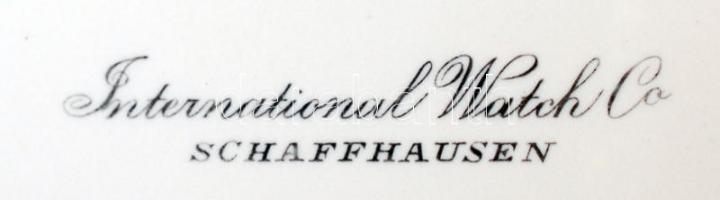 International Watch Co
SCHAFFHAUSEN